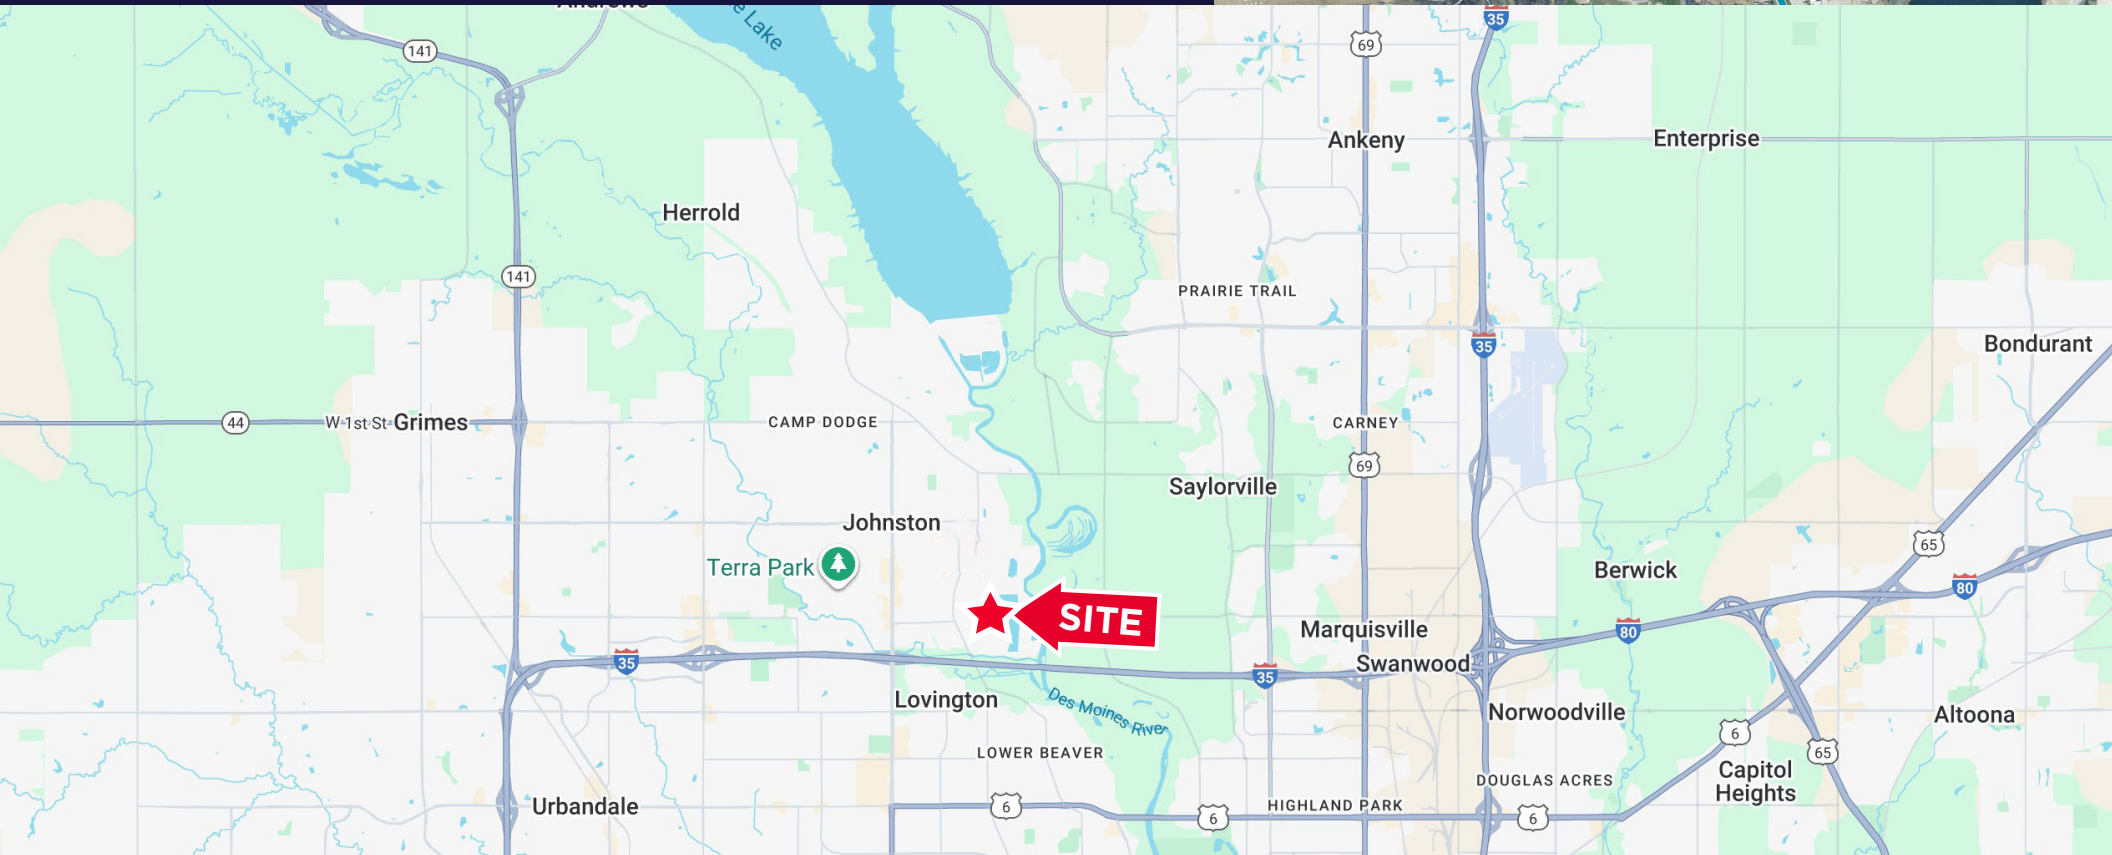 Andrews
e Lake
35
141
69
Ankeny
Enterprise
Herrold
141
PRAIRIE TRAIL
35
Bondurant
44
W 1st St
Grimes
CAMP DODGE
CARNEY
69
Saylorville
Johnston
65
Terra Park
Berwick
80
SITE
Marquisville
80
35
Swanwood
35
Lovington
Des Moines River
Norwoodville
Altoona
6
65
LOWER BEAVER
Capitol
Heights
DOUGLAS ACRES
Urbandale
6
HIGHLAND PARK
6
6